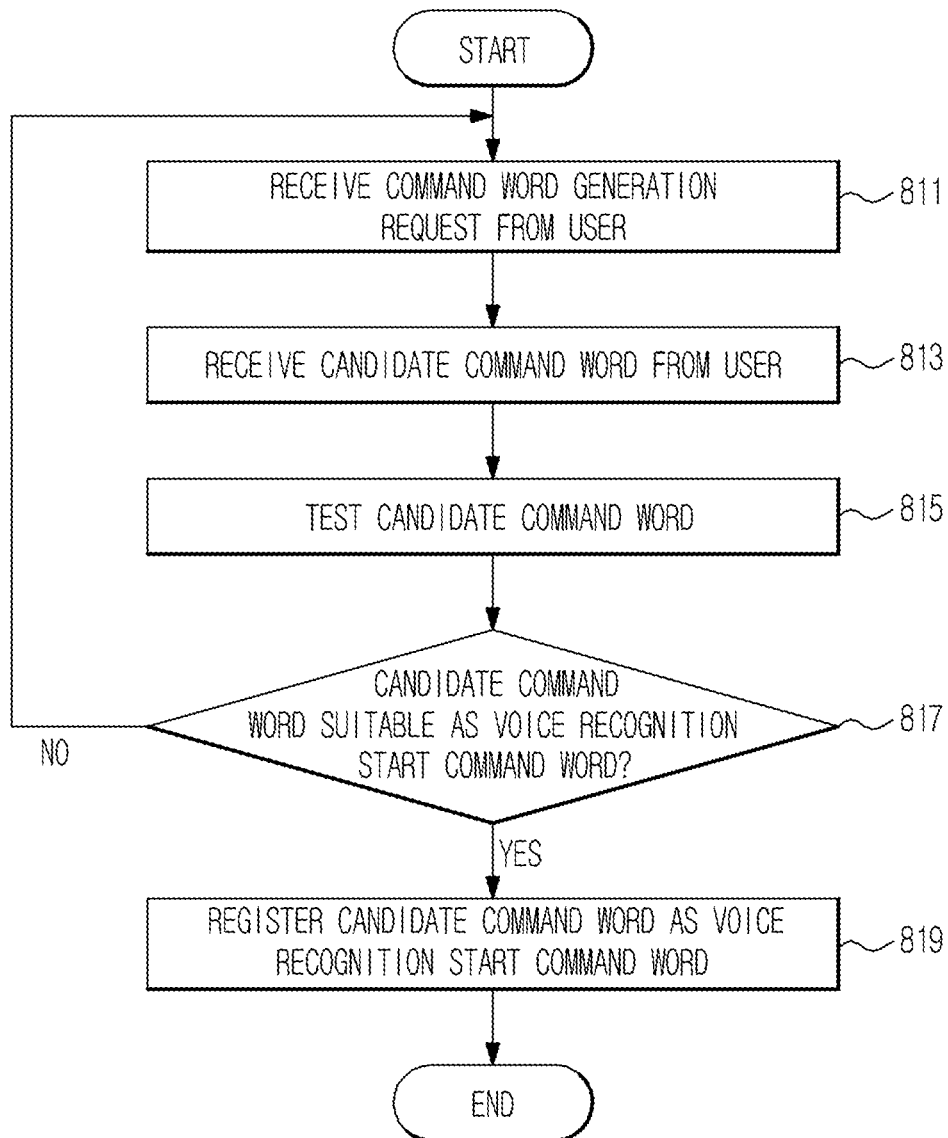 START
RECEIVE COMMAND WORD GENERATION
REQUEST FROM USER
811
RECEIVE CANDIDATE COMMAND WORD FROM USER
813
TEST CANDIDATE COMMAND WORD
815
CANDIDATE COMMAND
WORD SUITABLE AS VOICE RECOGNITION
START COMMAND WORD?
817
NO
YES
REGISTER CANDIDATE COMMAND WORD AS VOICE
RECOGNITION START COMMAND WORD
819
END